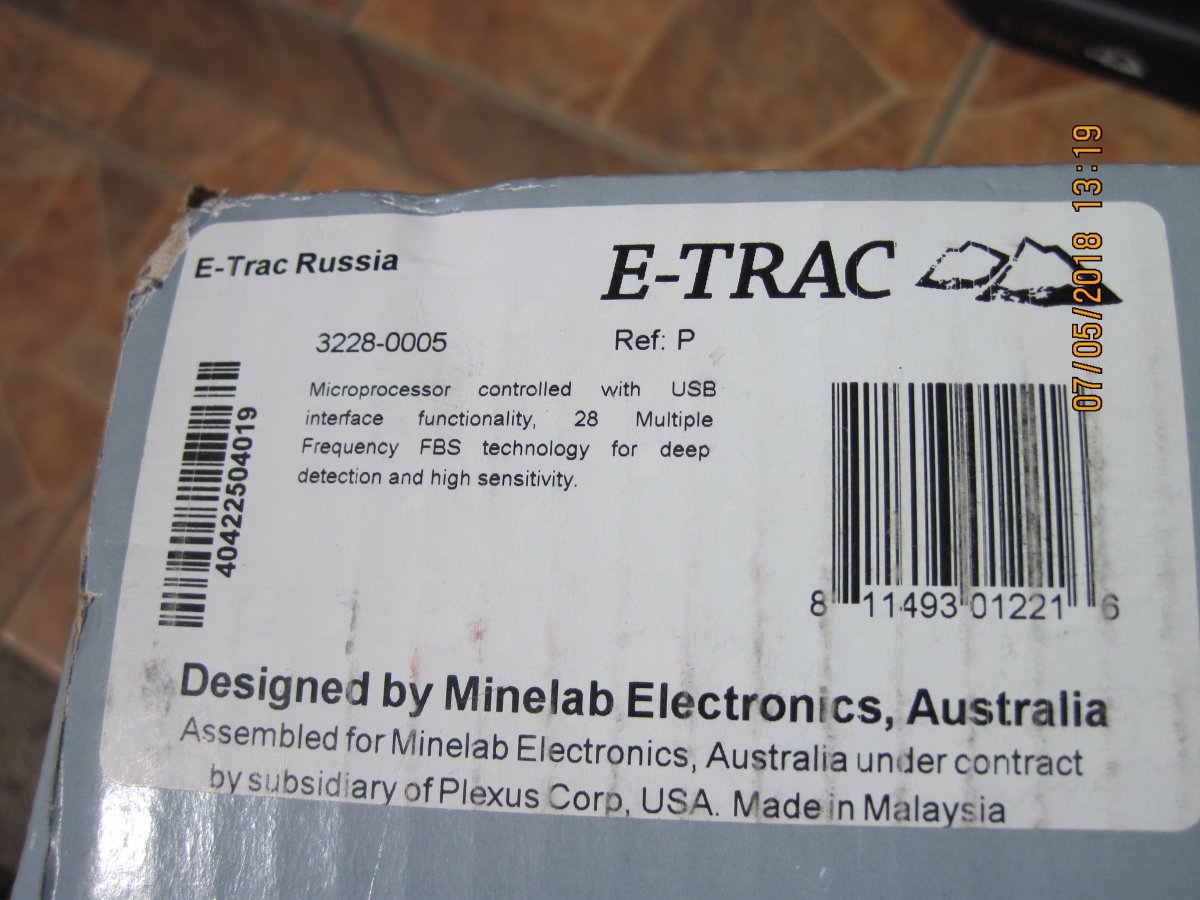 E-Trac Russia
E-TRAC
3228-0005
Ref: P
Microprocessor controlled with USB
interface functionality, 28 Multiple
Frequency FBS technology for deep
detection and high sensitivity.
40422504019
8 11493 01221 6
Designed by Minelab Electronics, Australia
Assembled for Minelab Electronics, Australia under contract
by subsidiary of Plexus Corp, USA. Made in Malaysia
07/05/2018 13:19